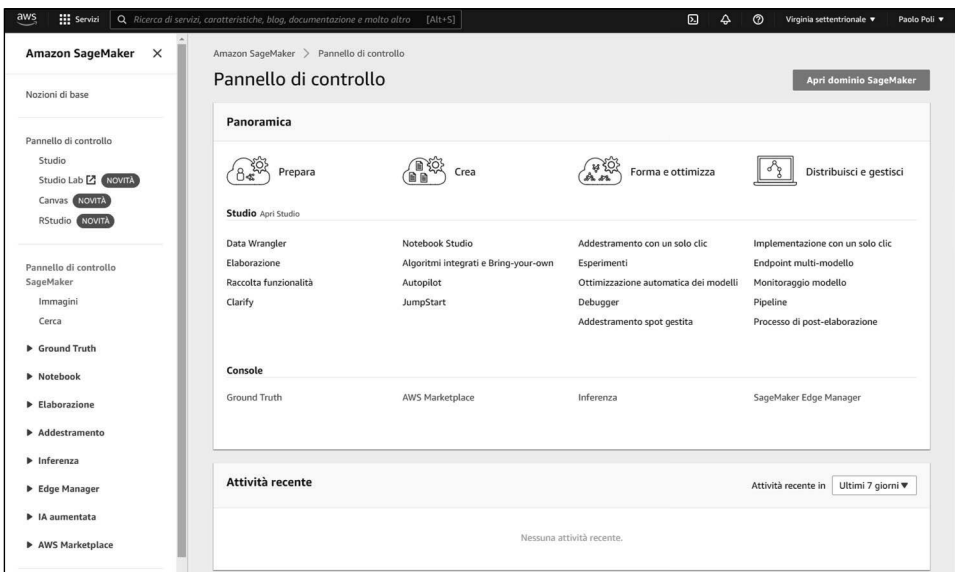 aws Servizi Ricerca di servizi, caratteristiche, blog, documentazione e molto altro [Alt+S] Virginia settentrionale ▼ Paolo Poli ▼
Amazon SageMaker
Nozioni di base
Pannello di controllo
Studio
Studio Lab NOVITÀ
Canvas NOVITÀ
RStudio NOVITÀ
Pannello di controllo
SageMaker
Immagini
Cerca
Ground Truth
Notebook
Elaborazione
Addestramento
Inferenza
Edge Manager
IA aumentata
AWS Marketplace
Amazon SageMaker > Pannello di controllo
Pannello di controllo
Apri dominio SageMaker
Panoramica
Prepara Crea Forma e ottimizza Distribuisci e gestisci
Studio Apri Studio
Data Wrangler Notebook Studio Addestramento con un solo clic Implementazione con un solo clic
Elaborazione Algoritmi integrati e Bring-your-own Esperimenti Endpoint multi-modello
Raccolta funzionalità Autopilot Ottimizzazione automatica dei modelli Monitoraggio modello
Clarify JumpStart Debugger Pipeline
Addestramento spot gestita Processo di post-elaborazione
Console
Ground Truth AWS Marketplace Inferenza SageMaker Edge Manager
Attività recente
Attività recente in Ultimi 7 giorni ▼
Nessuna attività recente.